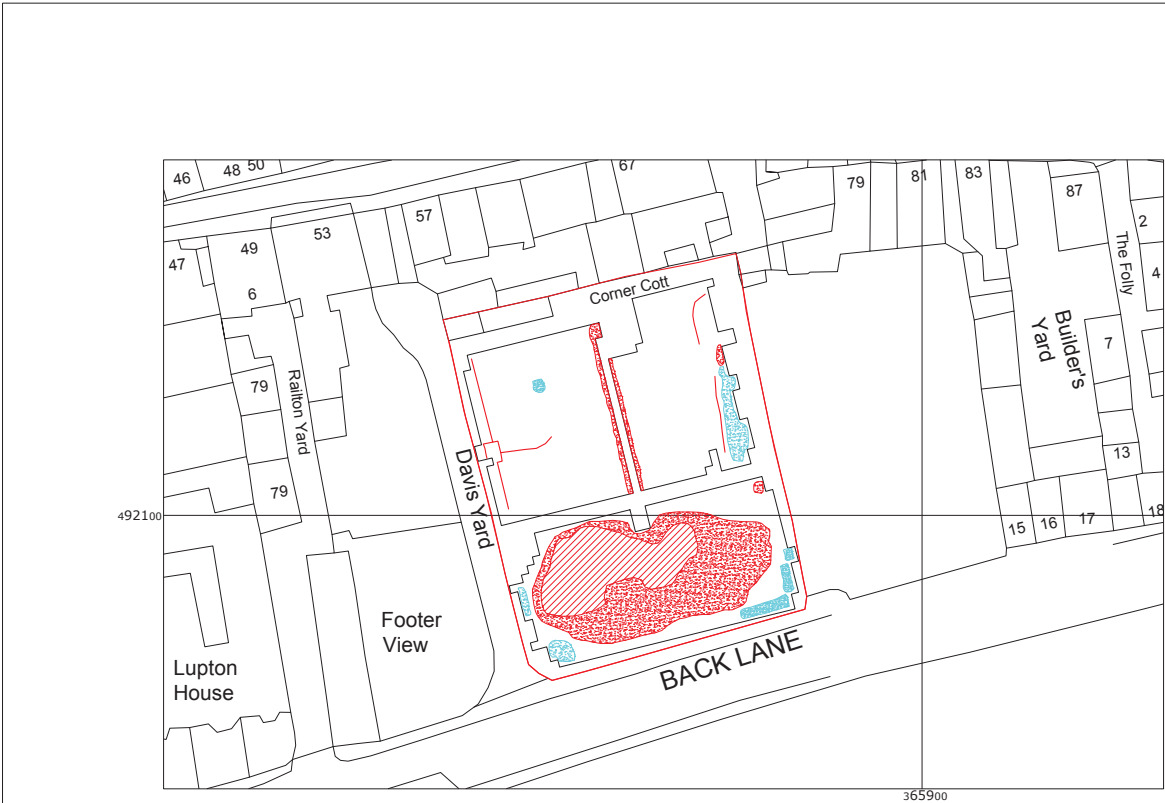 46
48 50
67
79
81
83
87
2
The Folly
4
57
53
49
47
6
Corner Cott
Builder's
Yard
7
79
Railton Yard
13
79
Davis Yard
492100
15
16
17
18
Footer
View
BACK LANE
Lupton
House
365900